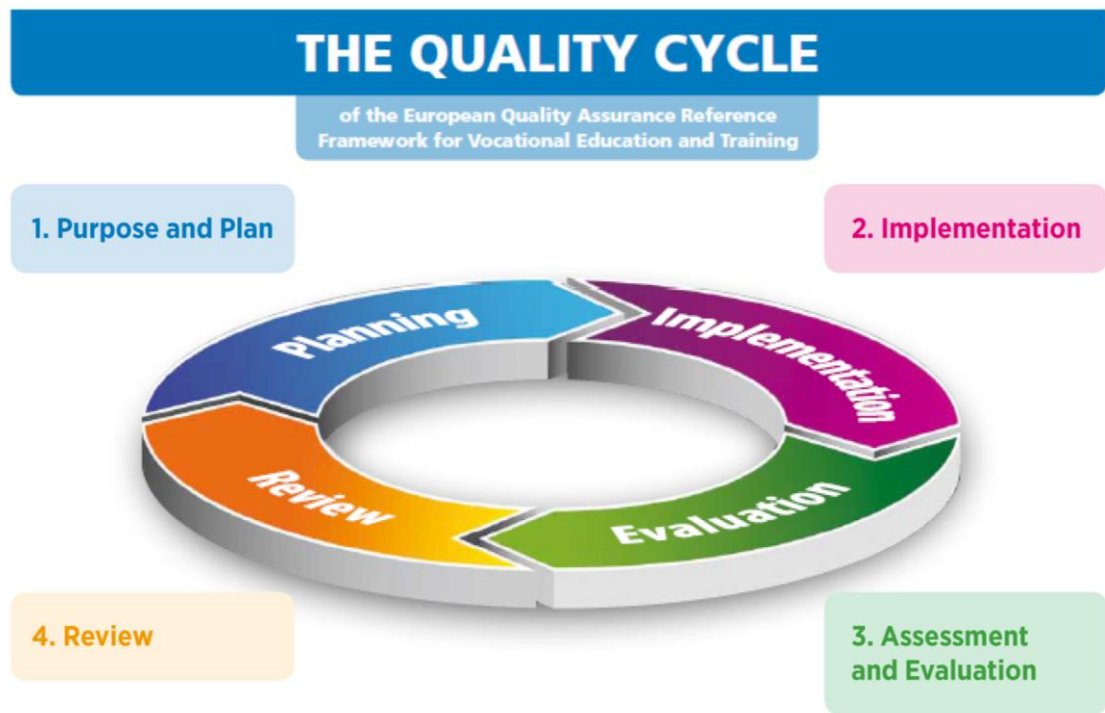 THE QUALITY CYCLE
of the European Quality Assurance Reference
Framework for Vocational Education and Training
1. Purpose and Plan
2. Implementation
Planning
Implementation
Review
Evaluation
4. Review
3. Assessment
and Evaluation